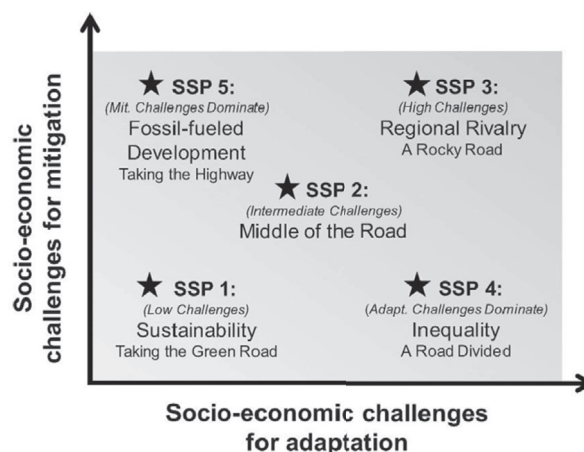 Socio-economic
challenges for mitigation
SSP 5:
(Mit. Challenges Dominate)
Fossil-fueled
Development
Taking the Highway
SSP 3:
(High Challenges)
Regional Rivalry
A Rocky Road
SSP 2:
(Intermediate Challenges)
Middle of the Road
SSP 1:
(Low Challenges)
Sustainability
Taking the Green Road
SSP 4:
(Adapt. Challenges Dominate)
Inequality
A Road Divided
Socio-economic challenges
for adaptation